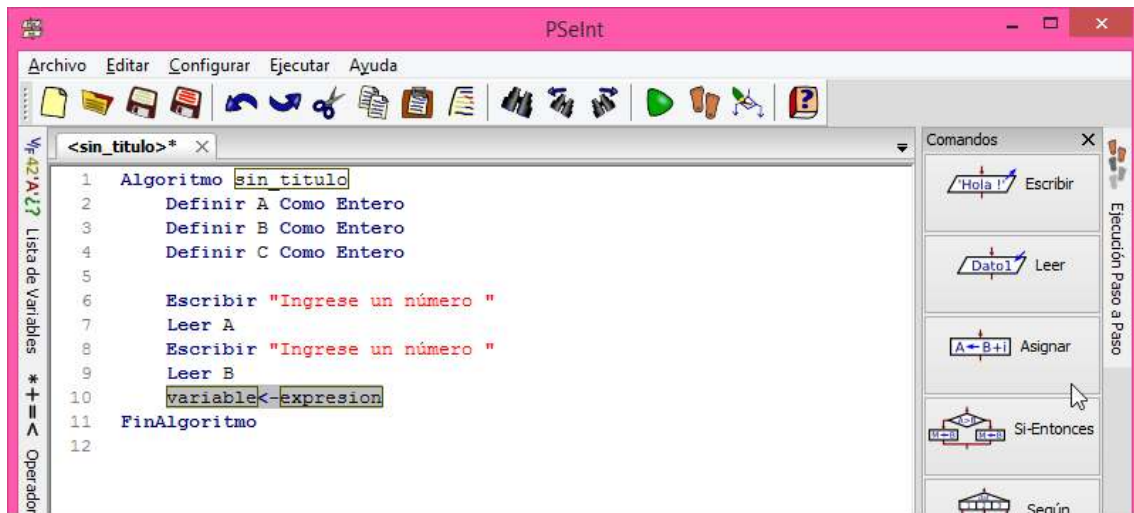 PSeInt
Archivo Editar Configurar Ejecutar Ayuda
<sin_titulo>*
1 Algoritmo sin_titulo
2 Definir A Como Entero
3 Definir B Como Entero
4 Definir C Como Entero
5
6 Escribir "Ingrese un número "
7 Leer A
8 Escribir "Ingrese un número "
9 Leer B
10 variable<-expresion
11 FinAlgoritmo
12
Comandos
'Hola !' Escribir
Dato1 Leer
A←B+i Asignar
A>B
Si-Entonces
Según
Lista de Variables
*+=< Operador
Ejecución Paso a Paso